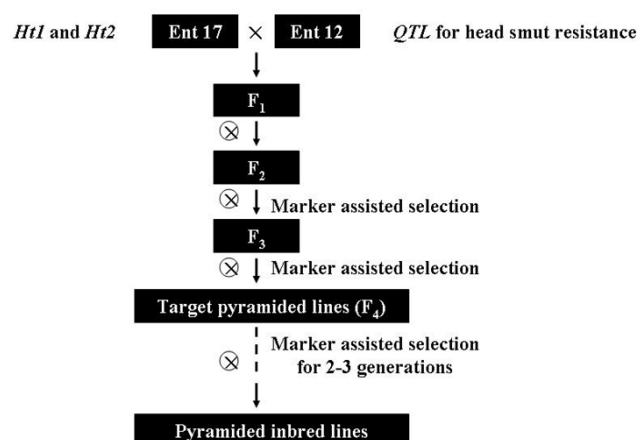 Ht1 and Ht2 Ent 17 × Ent 12 QTL for head smut resistance
F₁
F₂
Marker assisted selection
F₃
Marker assisted selection
Target pyramided lines (F₄)
Marker assisted selection
for 2-3 generations
Pyramided inbred lines